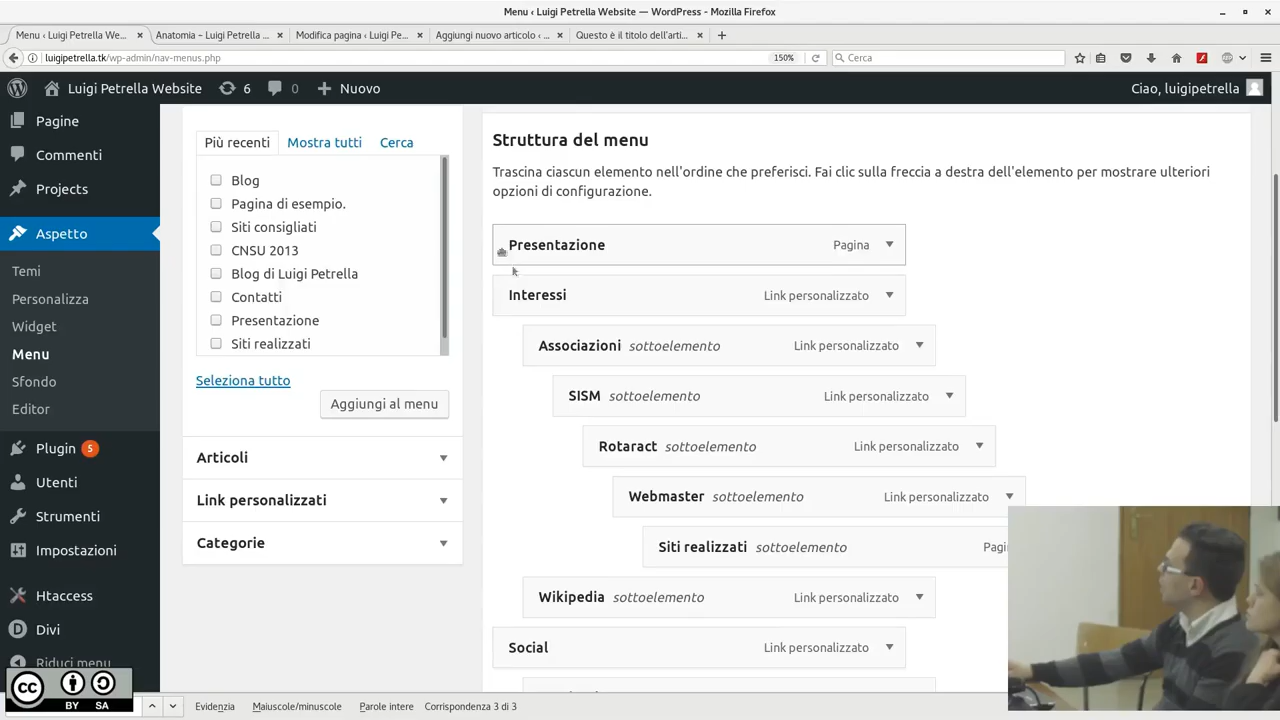 Menu ‹ Luigi Petrella Website — WordPress - Mozilla Firefox
Menu ‹ Luigi Petrella We... × Anatomia – Luigi Petrella ... × Modifica pagina ‹ Luigi Pe... × Aggiungi nuovo articolo ‹ ... × Questo è il titolo dell'arti... ×
luigipetrella.tk/wp-admin/nav-menus.php 150% Cerca
Luigi Petrella Website 6 0 Nuovo Ciao, luigipetrella
Pagine
Commenti
Projects
Aspetto
Temi
Personalizza
Widget
Menu
Sfondo
Editor
Plugin 5
Utenti
Strumenti
Impostazioni
Htaccess
Divi
Riduci menu
Più recenti Mostra tutti Cerca
Blog
Pagina di esempio.
Siti consigliati
CNSU 2013
Blog di Luigi Petrella
Contatti
Presentazione
Siti realizzati
Seleziona tutto
Aggiungi al menu
Articoli
Link personalizzati
Categorie
Struttura del menu
Trascina ciascun elemento nell'ordine che preferisci. Fai clic sulla freccia a destra dell'elemento per mostrare ulteriori
opzioni di configurazione.
Presentazione Pagina
Interessi Link personalizzato
Associazioni sottoelemento Link personalizzato
SISM sottoelemento Link personalizzato
Rotaract sottoelemento Link personalizzato
Webmaster sottoelemento Link personalizzato
Siti realizzati sottoelemento Pagi
Wikipedia sottoelemento Link personalizzato
Social Link personalizzato
cc BY SA
Evidenzia Maiuscole/minuscole Parole intere Corrispondenza 3 di 3